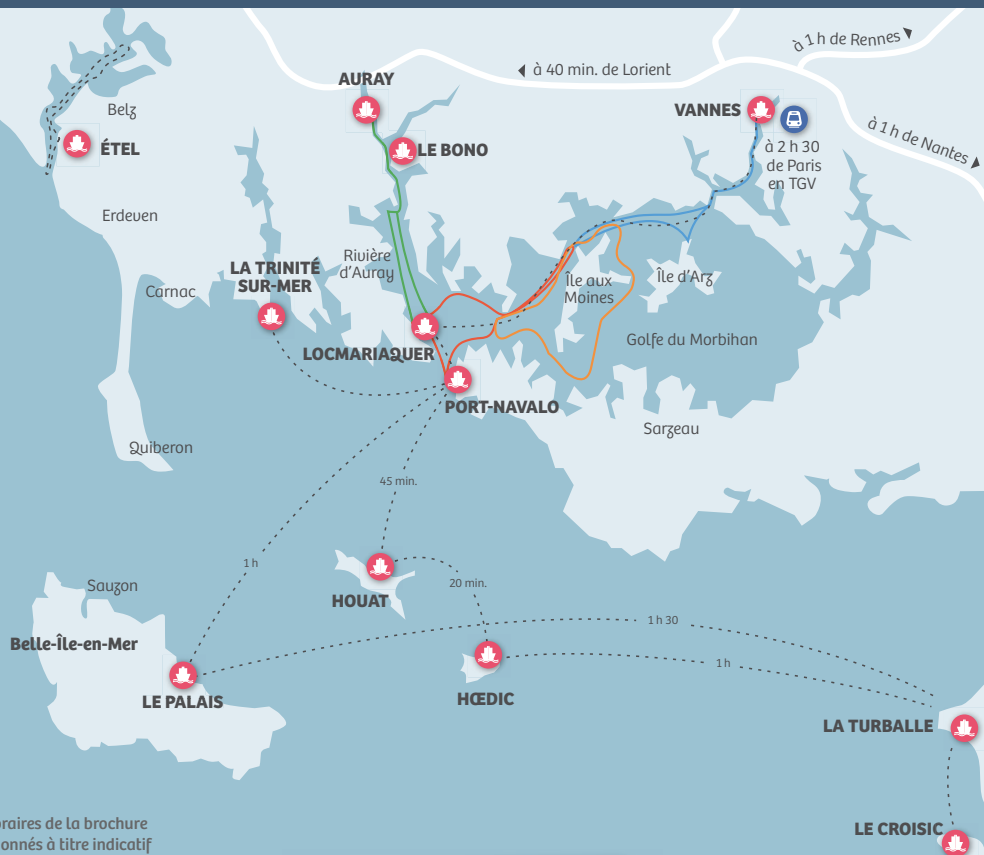 à 1 h de Rennes
à 40 min. de Lorient
AURAY
Belz
VANNES
ÉTEL
LE BONO
à 1 h de Nantes
à 2 h 30
de Paris
en TGV
Erdeven
Rivière
d'Auray
LA TRINITÉ
SUR-MER
Île aux
Moines
Île d'Arz
Carnac
Golfe du Morbihan
LOCMARIAQUER
PORT-NAVALO
Sarzeau
Quiberon
45 min.
1 h
20 min.
Sauzon
HOUAT
1 h 30
Belle-Île-en-Mer
1 h
LE PALAIS
HŒDIC
LA TURBALLE
raires de la brochure
LE CROISIC
onnés à titre indicatif